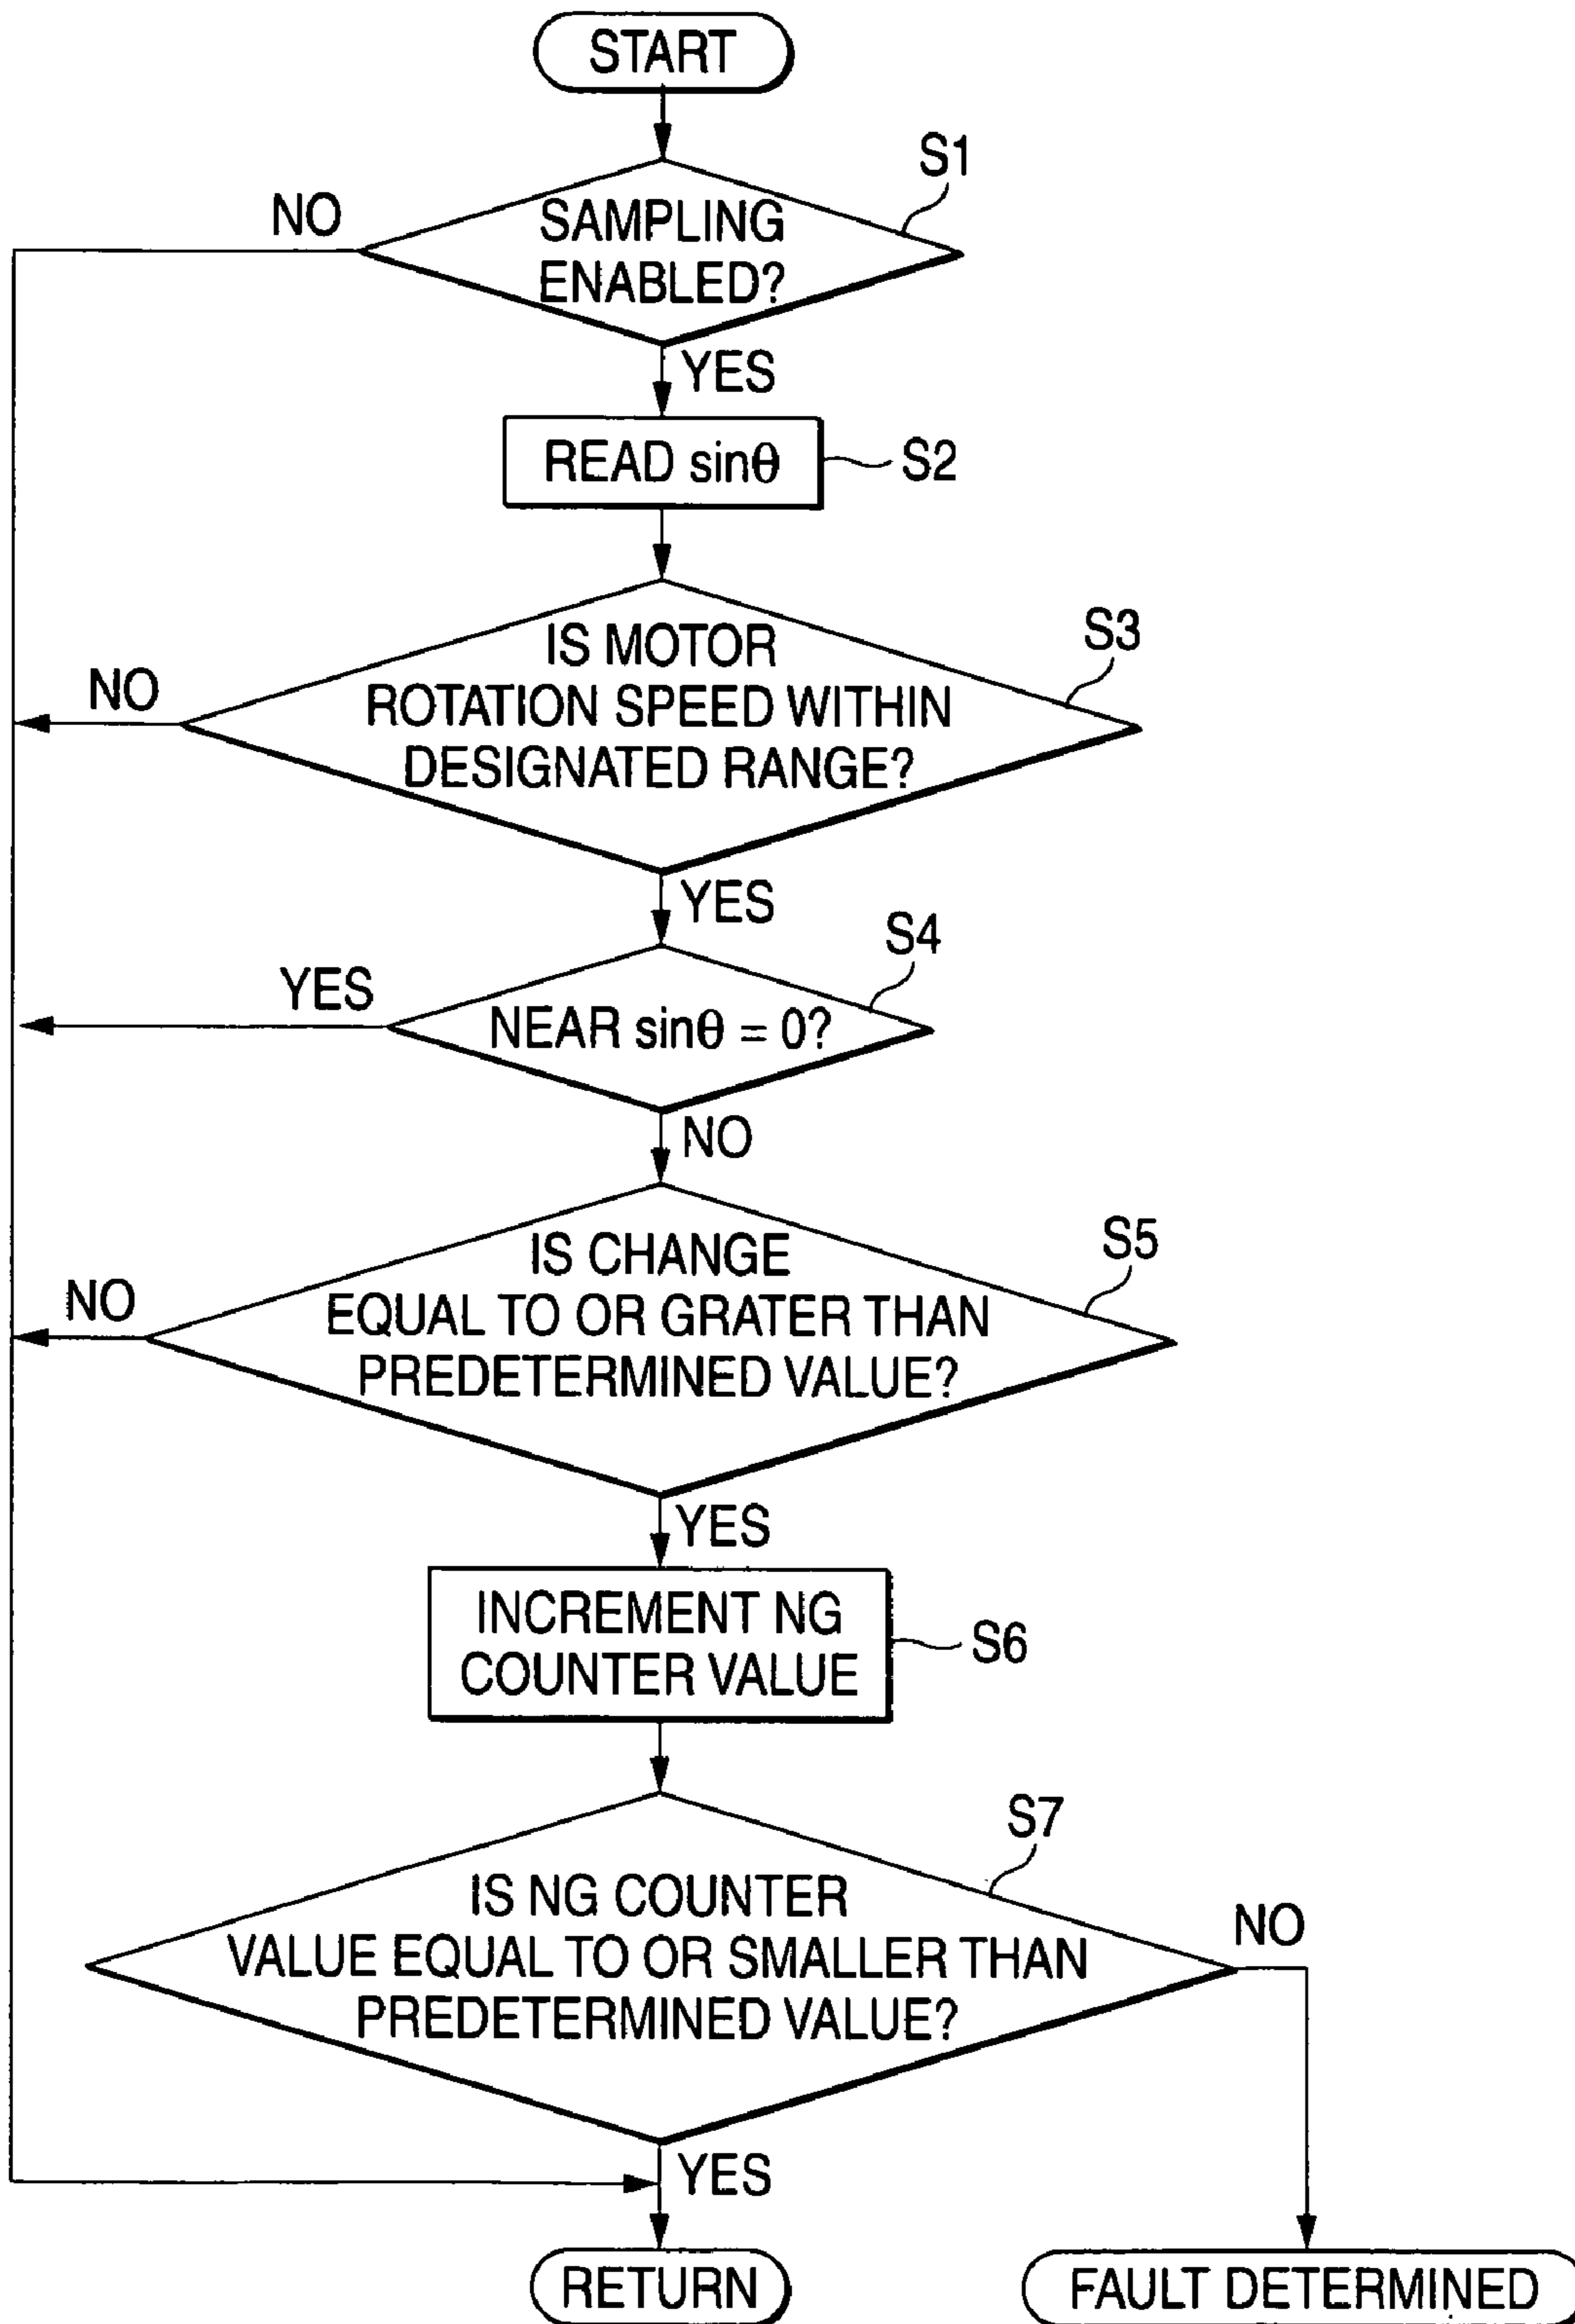 START
S1
NO
SAMPLING
ENABLED?
YES
READ sinθ
S2
S3
IS MOTOR
NO
ROTATION SPEED WITHIN
DESIGNATED RANGE?
YES
S4
YES
NEAR sinθ = 0?
NO
S5
IS CHANGE
NO
EQUAL TO OR GRATER THAN
PREDETERMINED VALUE?
YES
INCREMENT NG
COUNTER VALUE
S6
S7
IS NG COUNTER
NO
VALUE EQUAL TO OR SMALLER THAN
PREDETERMINED VALUE?
YES
RETURN
FAULT DETERMINED